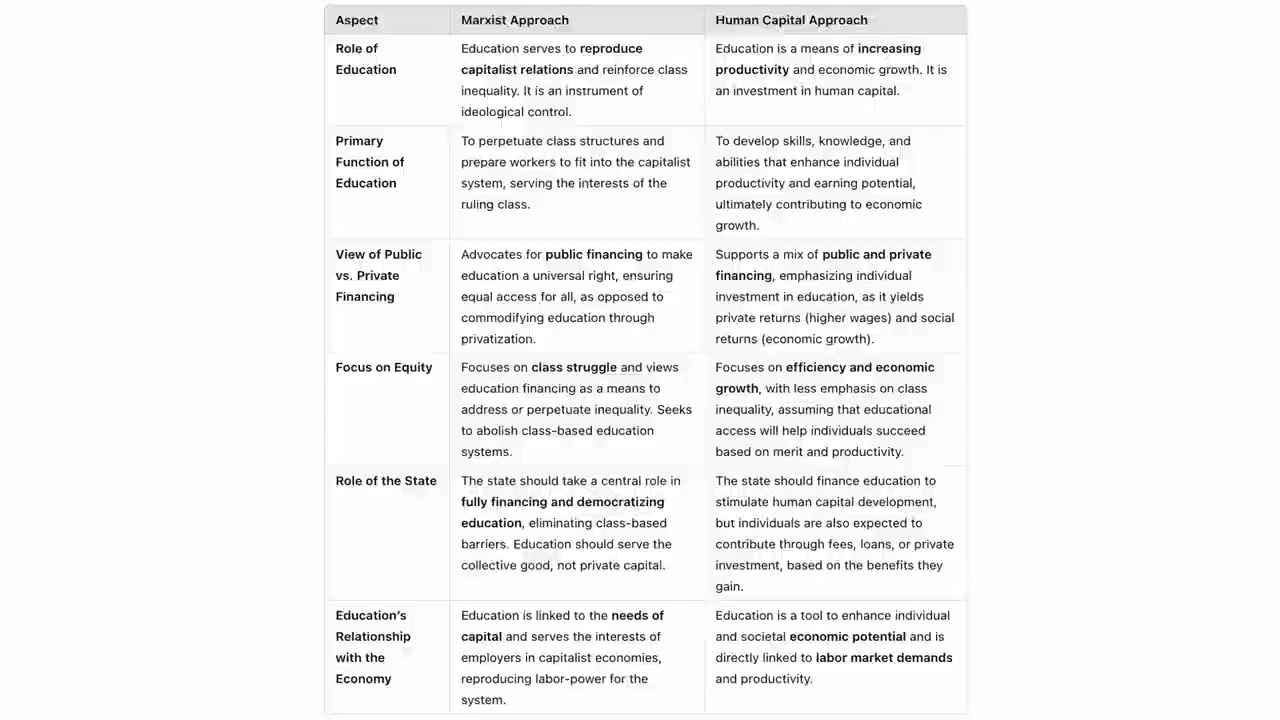 Aspect Marxist Approach Human Capital Approach
Role of
Education
Education serves to reproduce
capitalist relations and reinforce class
inequality. It is an instrument of
ideological control.
Education is a means of increasing
productivity and economic growth. It is
an investment in human capital.
Primary
Function of
Education
To perpetuate class structures and
prepare workers to fit into the capitalist
system, serving the interests of the
ruling class.
To develop skills, knowledge, and
abilities that enhance individual
productivity and earning potential,
ultimately contributing to economic
growth.
View of Public
vs. Private
Financing
Advocates for public financing to make
education a universal right, ensuring
equal access for all, as opposed to
commodifying education through
privatization.
Supports a mix of public and private
financing, emphasizing individual
investment in education, as it yields
private returns (higher wages) and social
returns (economic growth).
Focus on Equity
Focuses on class struggle and views
education financing as a means to
address or perpetuate inequality. Seeks
to abolish class-based education
systems.
Focuses on efficiency and economic
growth, with less emphasis on class
inequality, assuming that educational
access will help individuals succeed
based on merit and productivity.
Role of the State
The state should take a central role in
fully financing and democratizing
education, eliminating class-based
barriers. Education should serve the
collective good, not private capital.
The state should finance education to
stimulate human capital development,
but individuals are also expected to
contribute through fees, loans, or private
investment, based on the benefits they
gain.
Education's
Relationship
with the
Economy
Education is linked to the needs of
capital and serves the interests of
employers in capitalist economies,
reproducing labor-power for the
system.
Education is a tool to enhance individual
and societal economic potential and is
directly linked to labor market demands
and productivity.